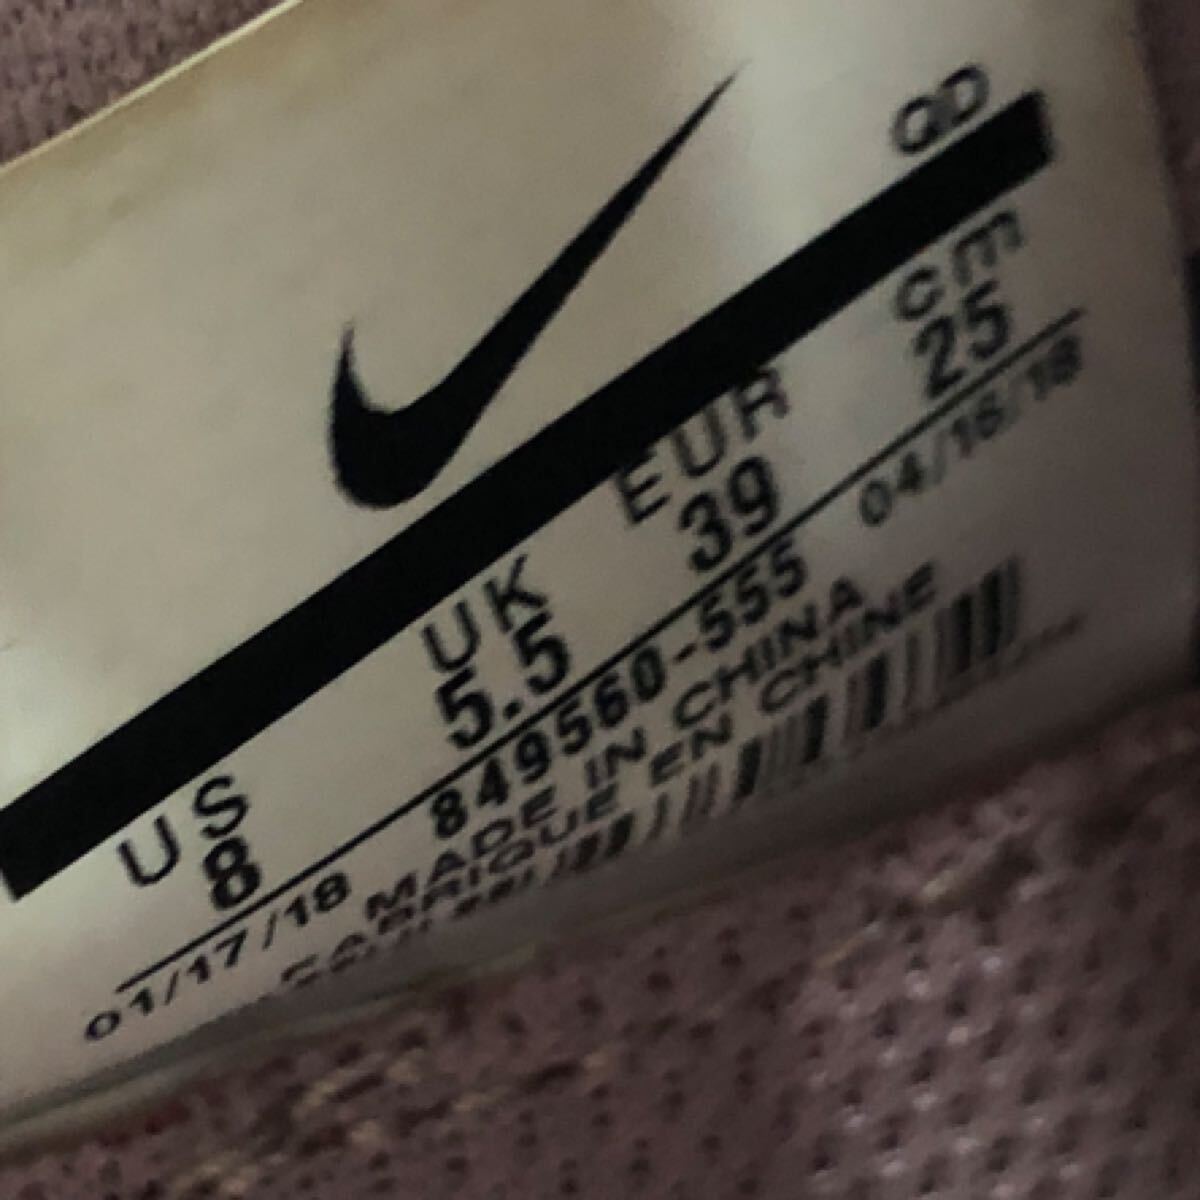 QD
US UK EUR cm
8 5.5 39 25
01/17/18 849560-555 04/16/18
MADE IN CHINA
FABRIQUE EN CHINE